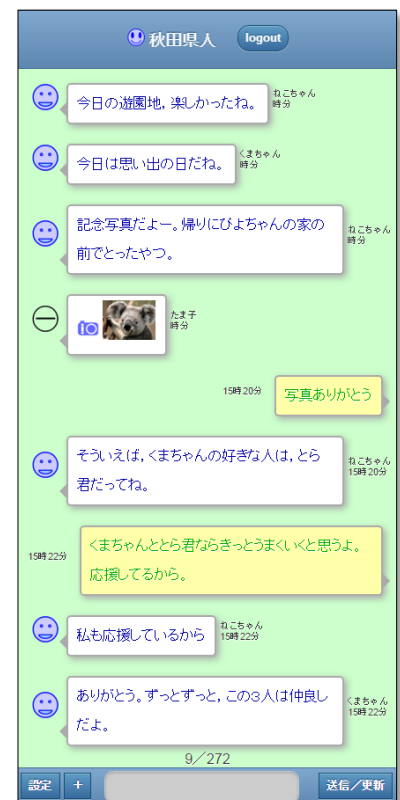 秋田県人
logout
今日の遊園地，楽しかったね。
ねこちゃん
時分
今日は思い出の日だね。
くまちゃん
時分
記念写真だよー。帰りにぴよちゃんの家の
前でとったやつ。
ねこちゃん
時分
たま子
時分
15時20分
写真ありがとう
そういえば，くまちゃんの好きな人は，とら
君だってね。
ねこちゃん
15時20分
15時22分
くまちゃんととら君ならきっとうまくいくと思うよ。
応援してるから。
私も応援しているから
ねこちゃん
15時22分
ありがとう。ずっとずっと，この３人は仲良し
だよ。
くまちゃん
15時22分
9／272
設定
＋
送信／更新